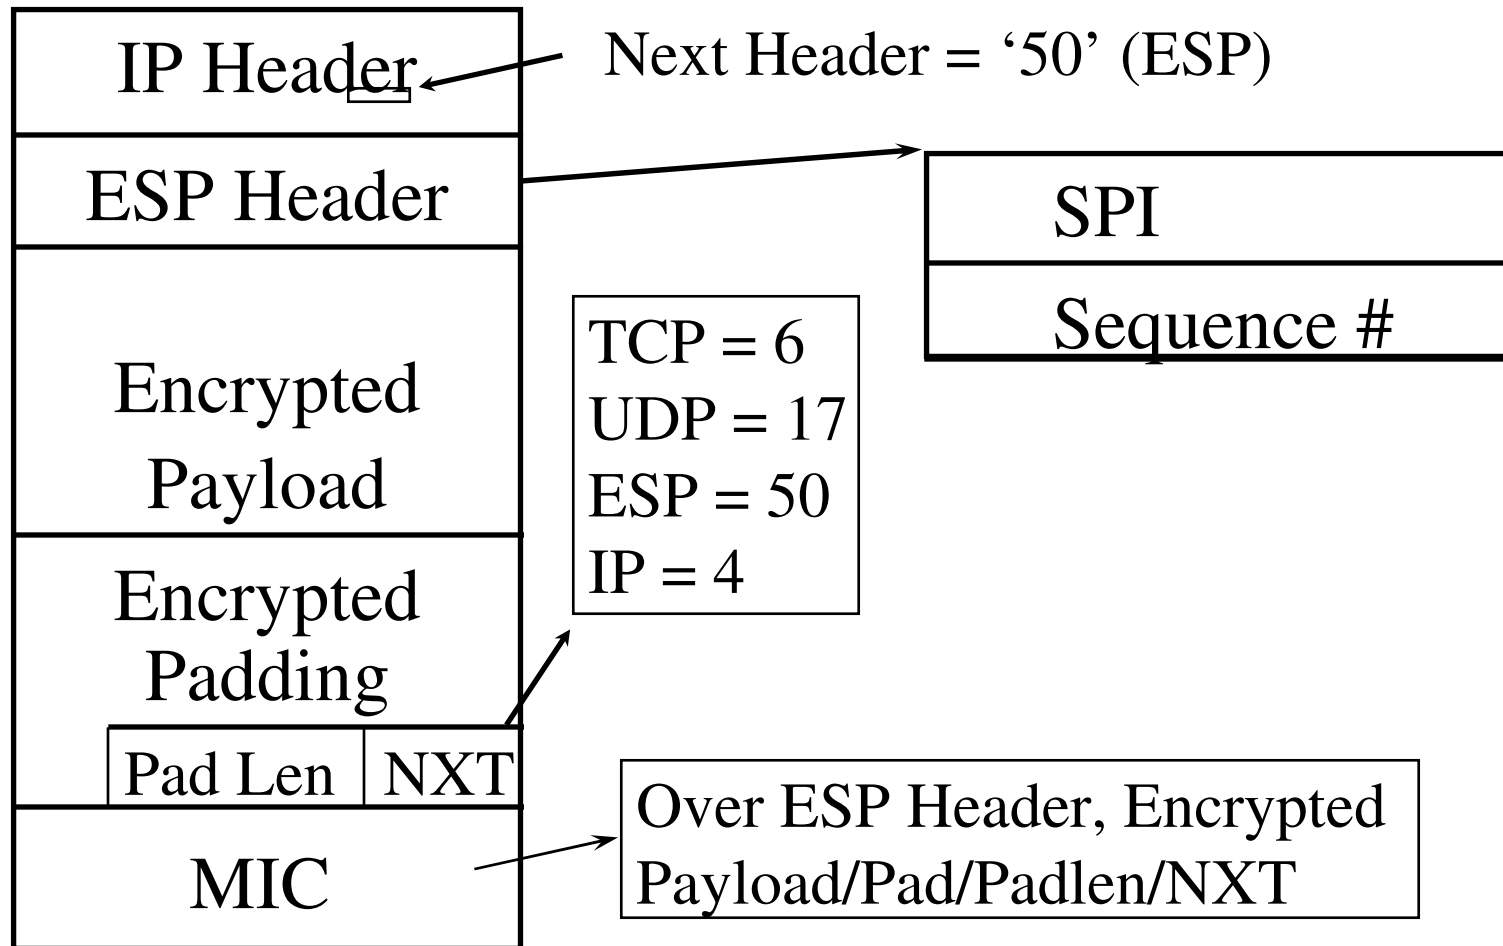 IP Header
Next Header = ‘50’ (ESP)
ESP Header
SPI
Sequence #
Encrypted
Payload
TCP = 6
UDP = 17
ESP = 50
IP = 4
Encrypted
Padding
Pad Len
NXT
MIC
Over ESP Header, Encrypted
Payload/Pad/Padlen/NXT